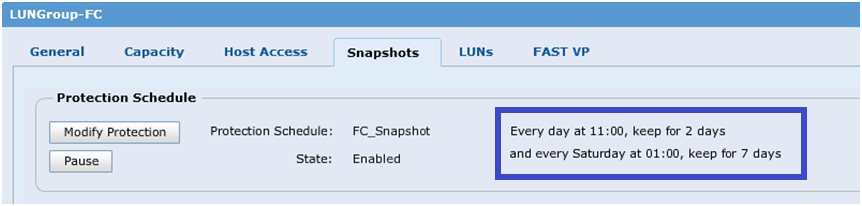 LUNGroup-FC
General Capacity Host Access Snapshots LUNs FAST VP
Protection Schedule
Modify Protection Protection Schedule: FC_Snapshot Every day at 11:00, keep for 2 days
and every Saturday at 01:00, keep for 7 days
Pause State: Enabled